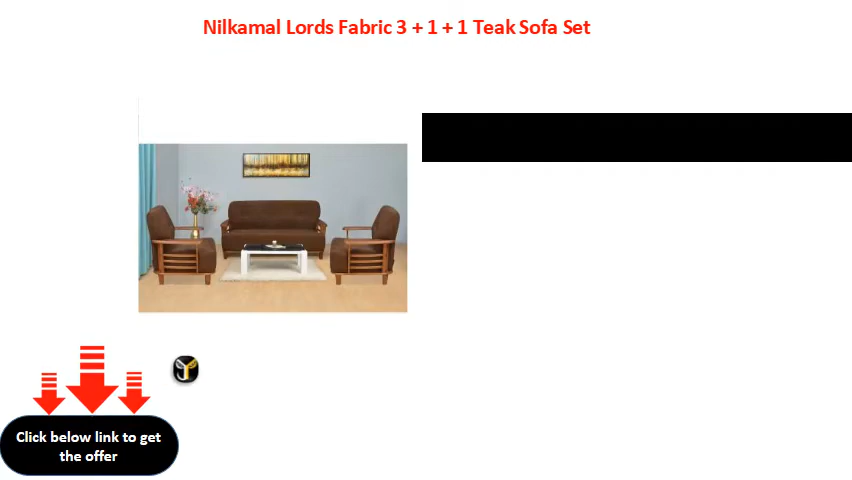 Nilkamal Lords Fabric 3 + 1 + 1 Teak Sofa Set
Click below link to get
the offer